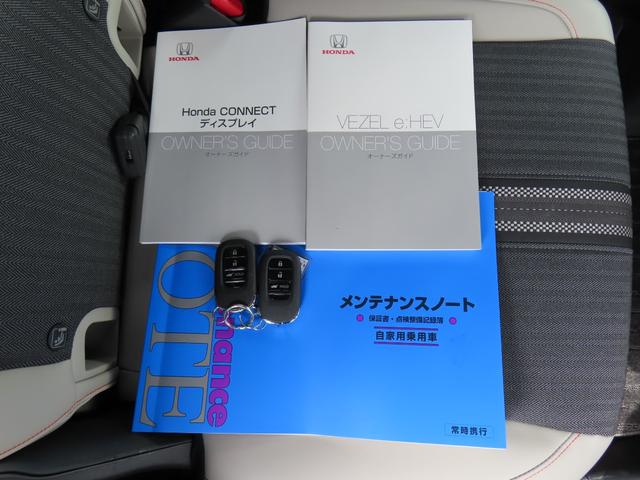 HONDA
Honda CONNECT
ディスプレイ
OWNER'S GUIDE
オーナーズガイド
HONDA
VEZEL e:HEV
OWNER'S GUIDE
オーナーズガイド
メンテナンスノート
保証書・点検整備記録簿
自家用乗用車
常時携行
OTE
nance